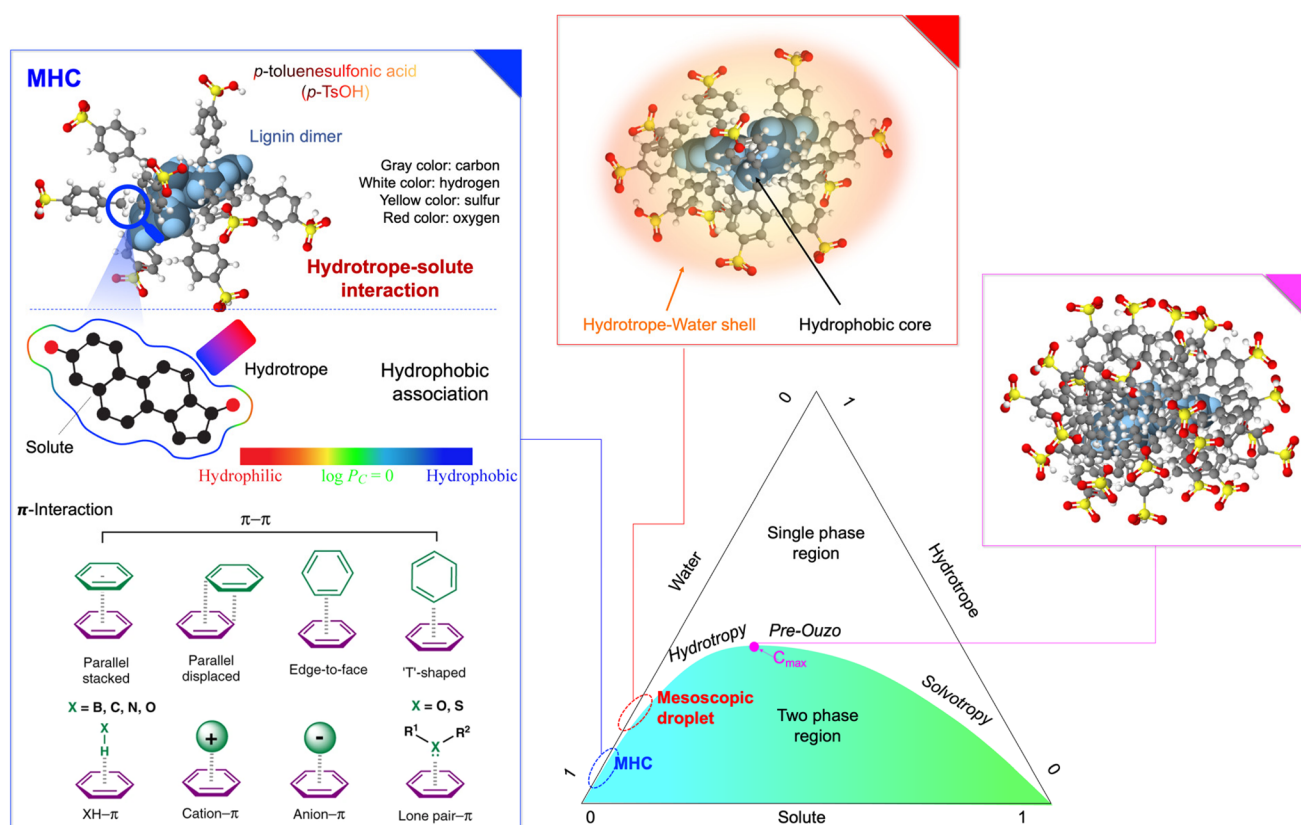 MHC
p-toluenesulfonic acid
(p-TsOH)
Lignin dimer
Gray color: carbon
White color: hydrogen
Yellow color: sulfur
Red color: oxygen
Hydrotrope-solute
interaction
Hydrotrope
Hydrophobic
association
Solute
Hydrophilic
log P_C = 0
Hydrophobic
π-Interaction
π–π
Parallel
stacked
Parallel
displaced
Edge-to-face
'T'-shaped
X = B, C, N, O
X = O, S
X
H
+
-
R¹
R²
X
XH–π
Cation–π
Anion–π
Lone pair–π
Hydrotrope-Water shell
Hydrophobic core
0
1
Water
Single phase
region
Hydrotrope
Hydrotropy
Pre-Ouzo
C_max
Solvotropy
Mesoscopic
droplet
Two phase
region
MHC
1
0
0
Solute
1